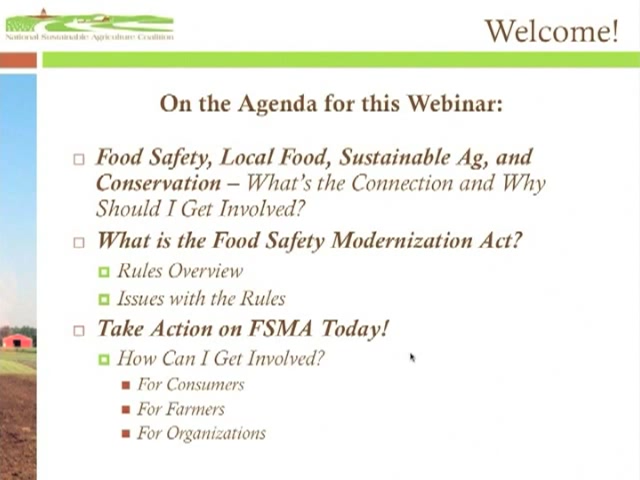 National Sustainable Agriculture Coalition
Welcome!
On the Agenda for this Webinar:
Food Safety, Local Food, Sustainable Ag, and
Conservation – What's the Connection and Why
Should I Get Involved?
What is the Food Safety Modernization Act?
Rules Overview
Issues with the Rules
Take Action on FSMA Today!
How Can I Get Involved?
For Consumers
For Farmers
For Organizations